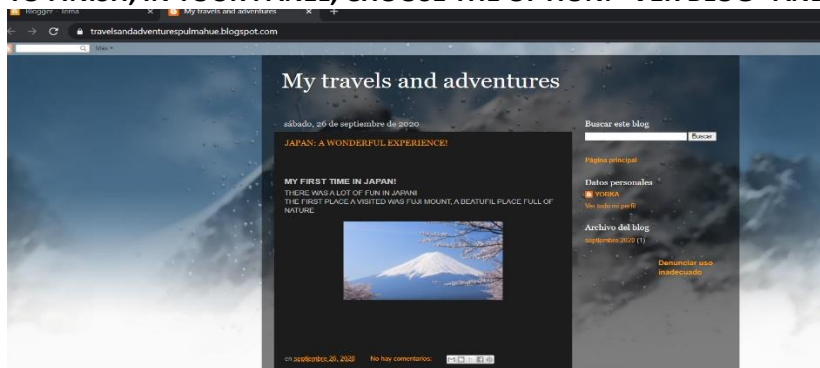 Blogger - Tema
My travels and adventures
travelsandadventurespulmahue.blogspot.com
Más
My travels and adventures
sábado, 26 de septiembre de 2020
JAPAN: A WONDERFUL EXPERIENCE!
MY FIRST TIME IN JAPAN!
THERE WAS A LOT OF FUN IN JAPAN!
THE FIRST PLACE A VISITED WAS FUJI MOUNT, A BEATUFIL PLACE FULL OF
NATURE
en septiembre 26, 2020 No hay comentarios:
Buscar este blog
Buscar
Página principal
Datos personales
YORKA
Ver todo mi perfil
Archivo del blog
septiembre 2020 (1)
Denunciar uso
inadecuado